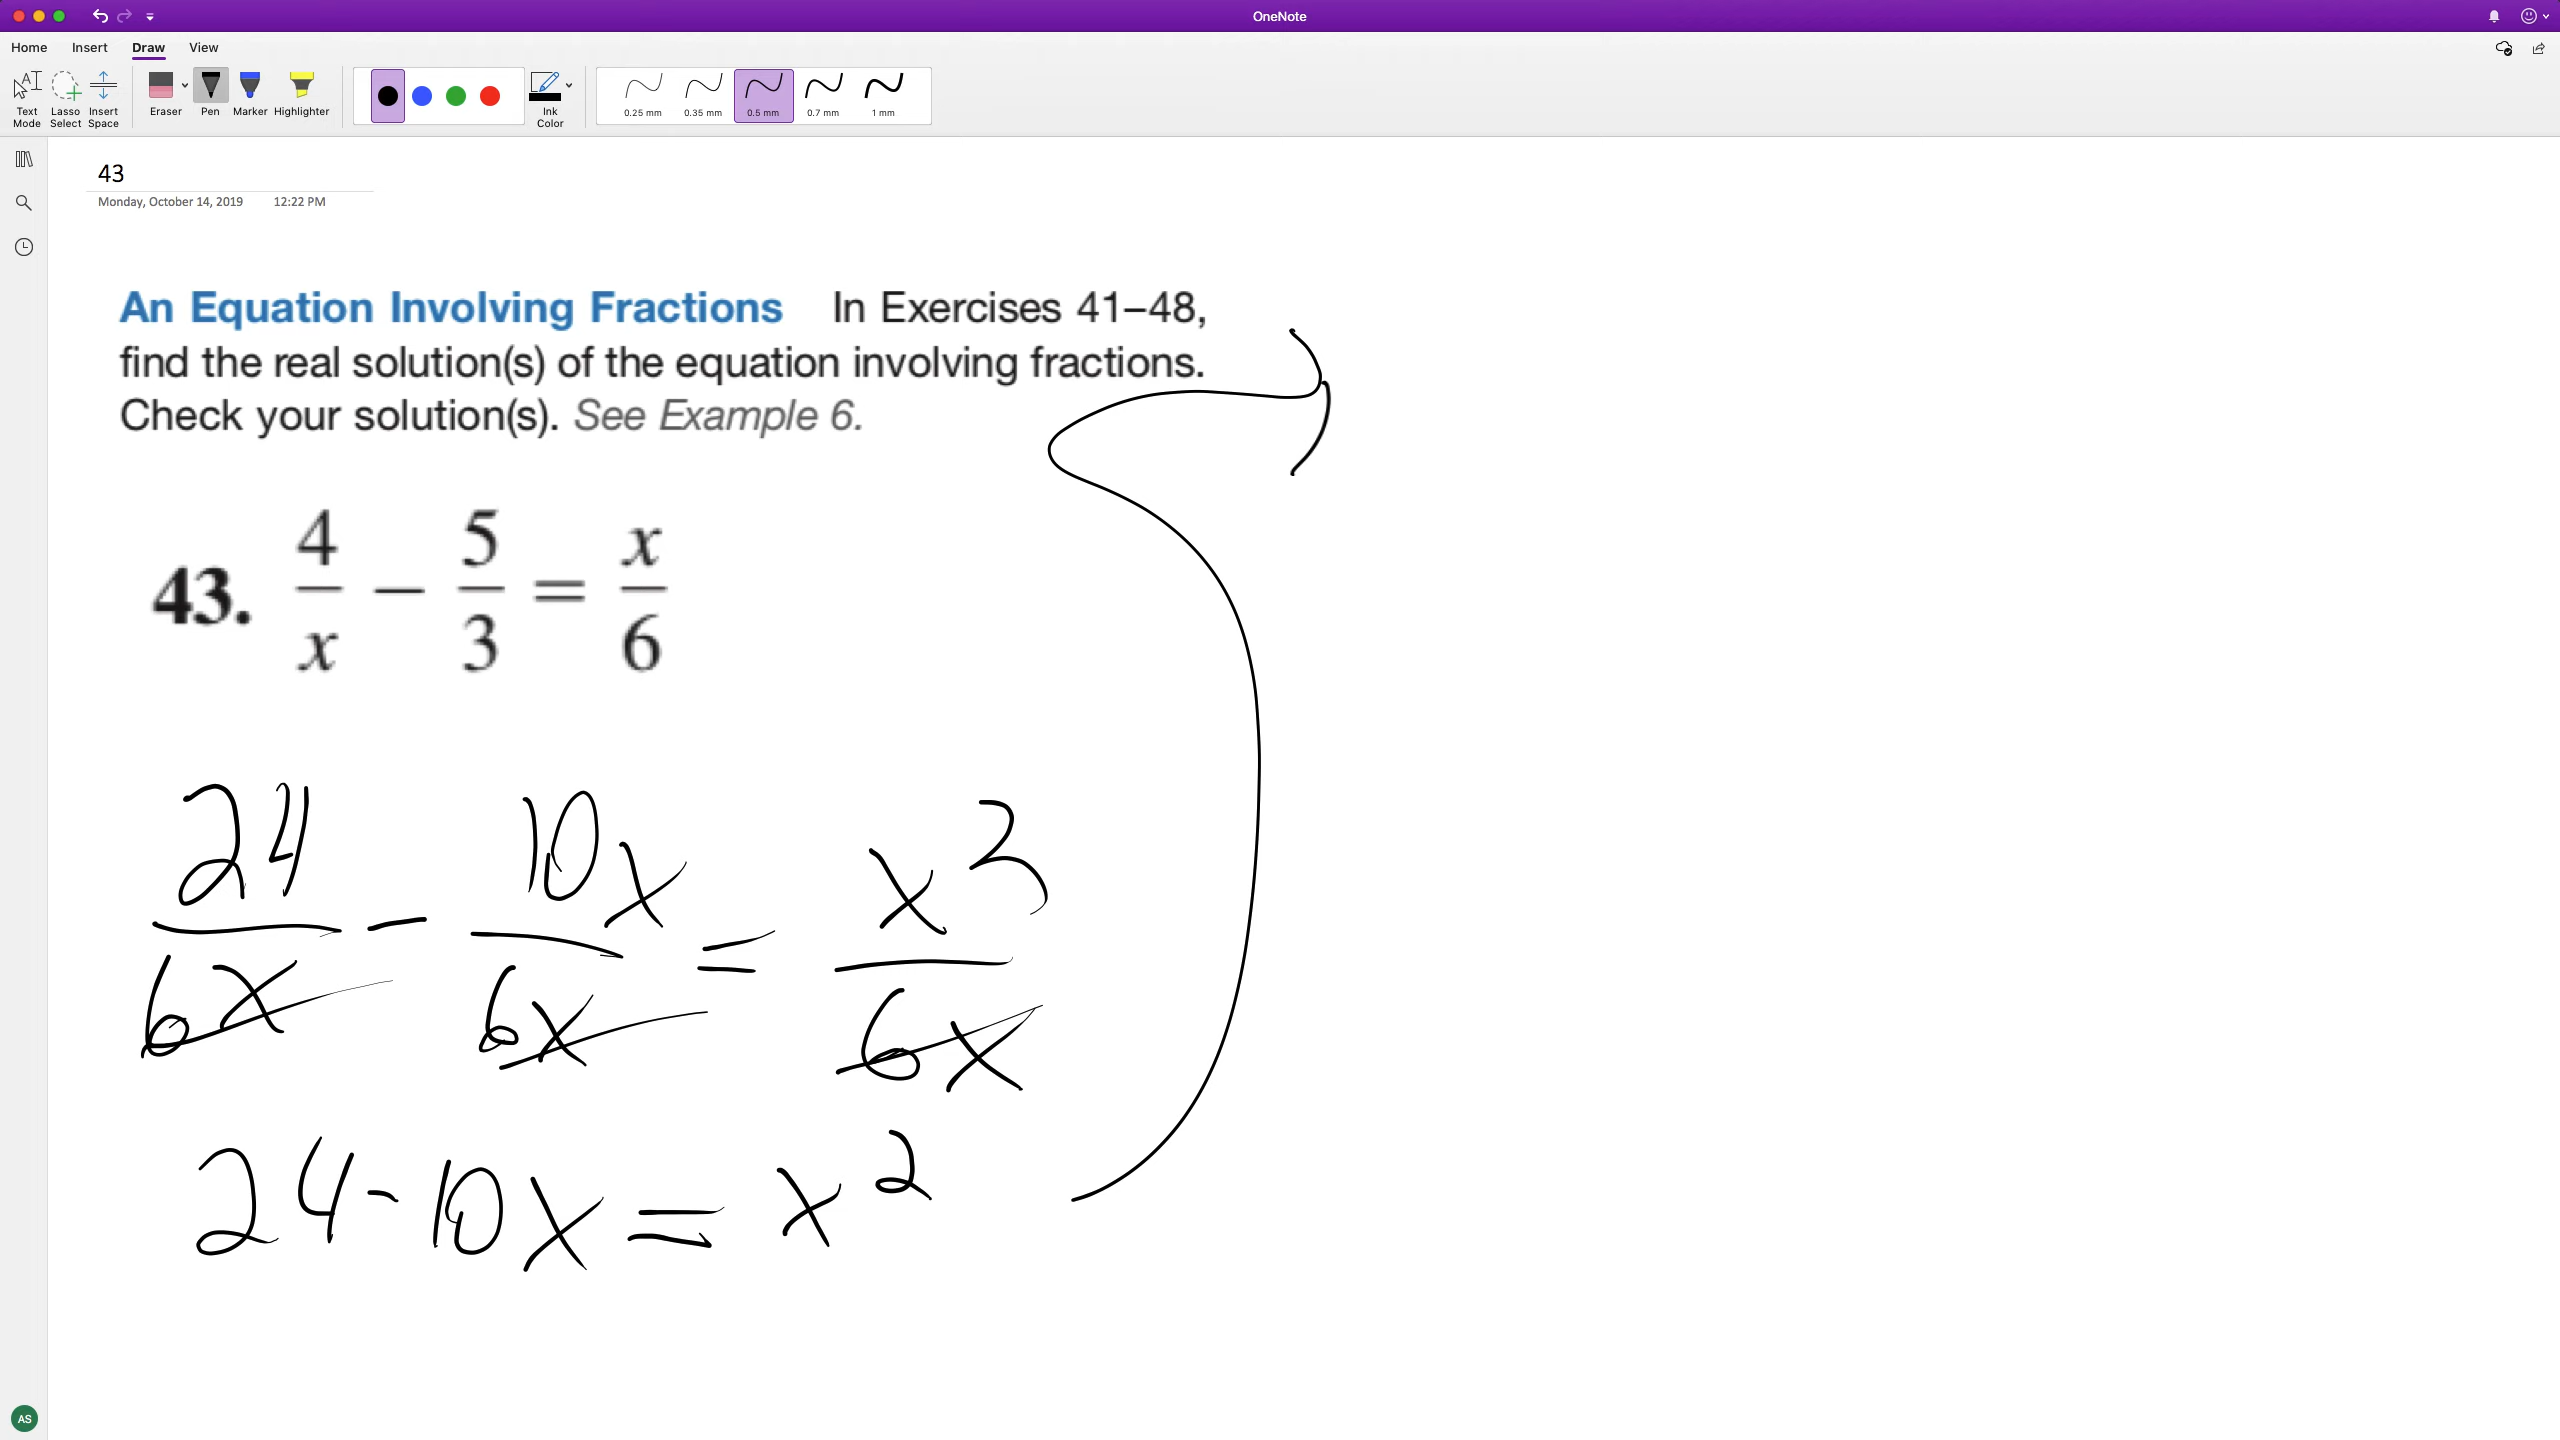 OneNote
Home Insert Draw View
Text Mode
Lasso Select
Insert Space
Eraser
Pen
Marker
Highlighter
Ink Color
0.25 mm
0.35 mm
0.5 mm
0.7 mm
1 mm
43
Monday, October 14, 2019 12:22 PM
An Equation Involving Fractions In Exercises 41–48,
find the real solution(s) of the equation involving fractions.
Check your solution(s). See Example 6.
43. 4/x − 5/3 = x/6
24/6x − 10x/6x = x²/6x
24 - 10x = x²
AS